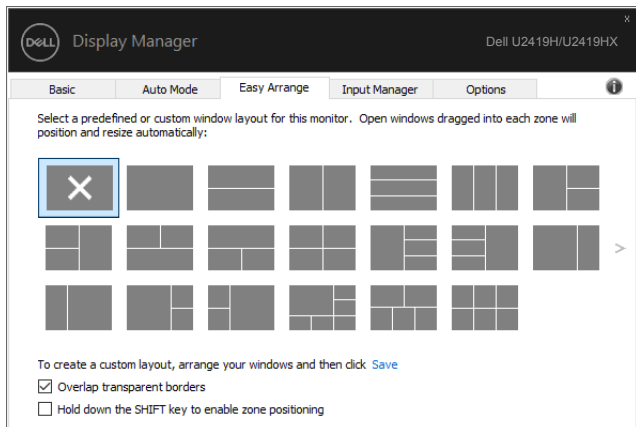 DELL Display Manager
Dell U2419H/U2419HX
x
Basic Auto Mode Easy Arrange Input Manager Options
Select a predefined or custom window layout for this monitor. Open windows dragged into each zone will
position and resize automatically:
>
To create a custom layout, arrange your windows and then click Save
Overlap transparent borders
Hold down the SHIFT key to enable zone positioning